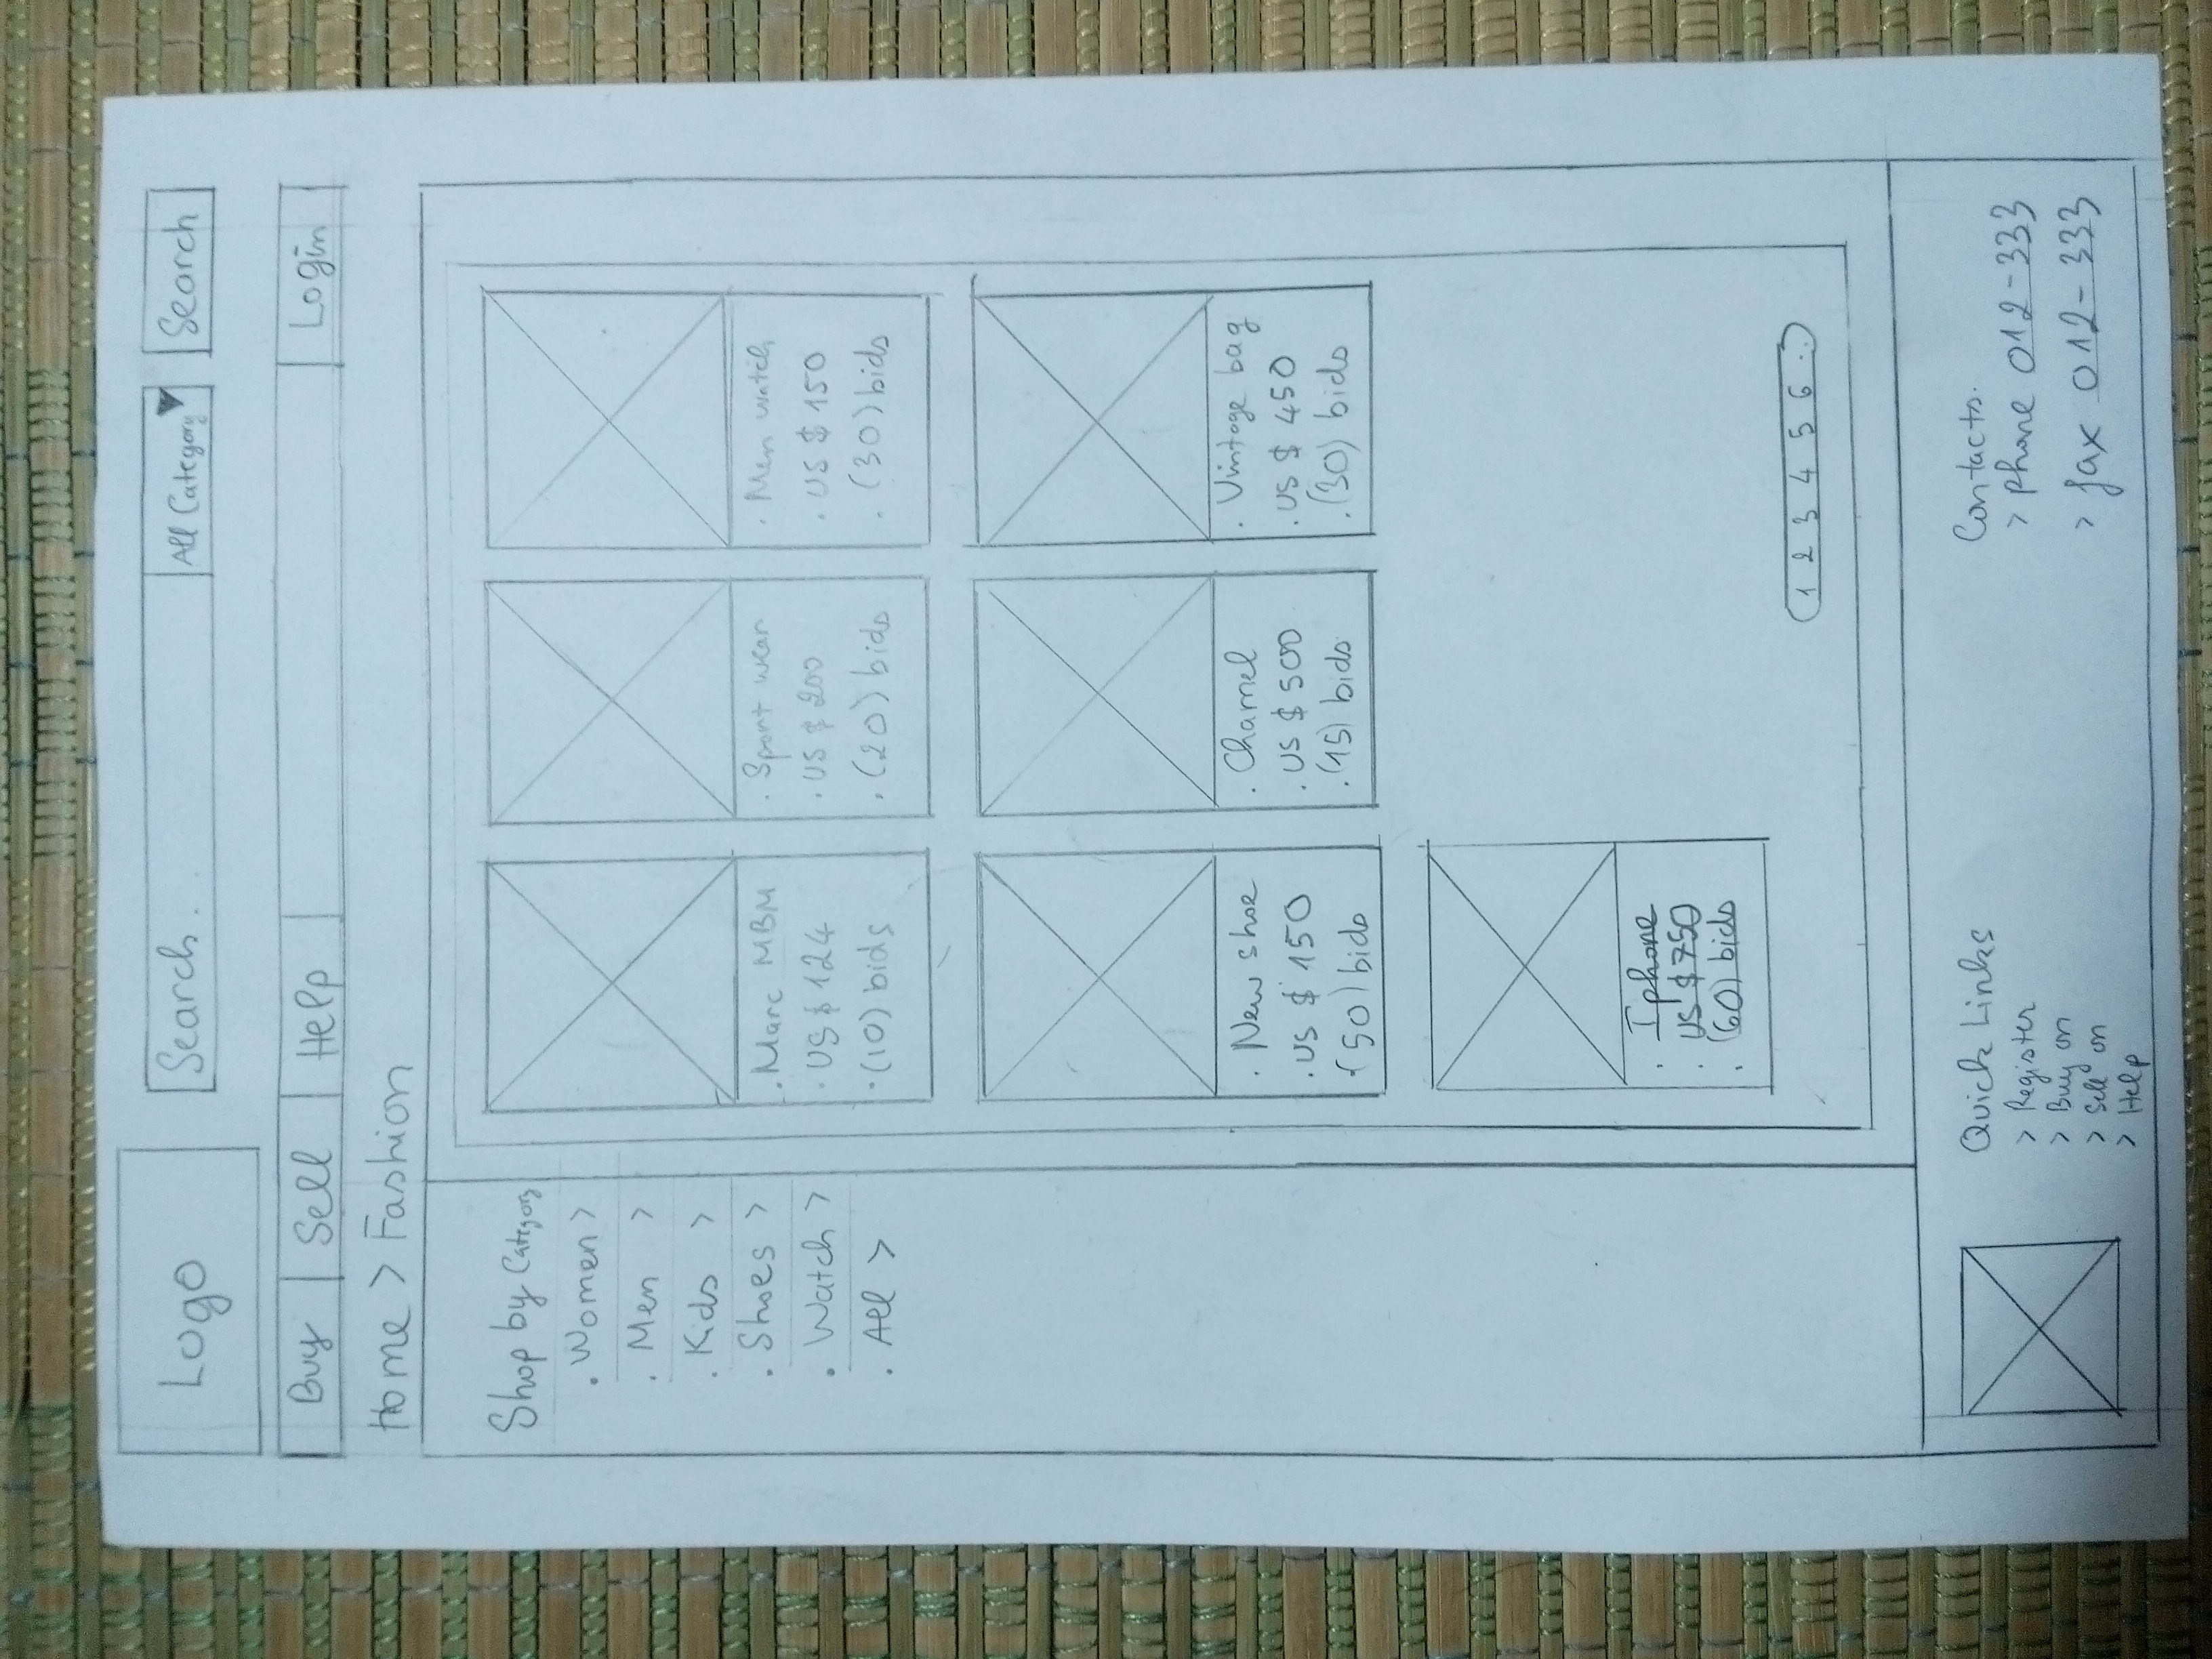 Logo
Search..
All Category
Search
Buy
Sell
Help
Login
Home > Fashion
Shop by Category
. Women >
. Men >
. Kids >
. Shoes >
. Watch >
. All >
. Marc MBM
. US $ 124
. (10) bids
. Sport wear
. US $ 200
. (20) bids
. Men watch
. US $ 150
. (30) bids
. New shoe
. US $ 150
. (50) bids
. Channel
. US $ 500
. (15) bids
. Vintage bag
. US $ 450
. (30) bids
. Iphone
. US $750
. (60) bids
1 2 3 4 5 6 ..
Quick Links
> Register
> Buy on
> Sell on
> Help
Contacts.
> Phone 012-333
> fax 012-333